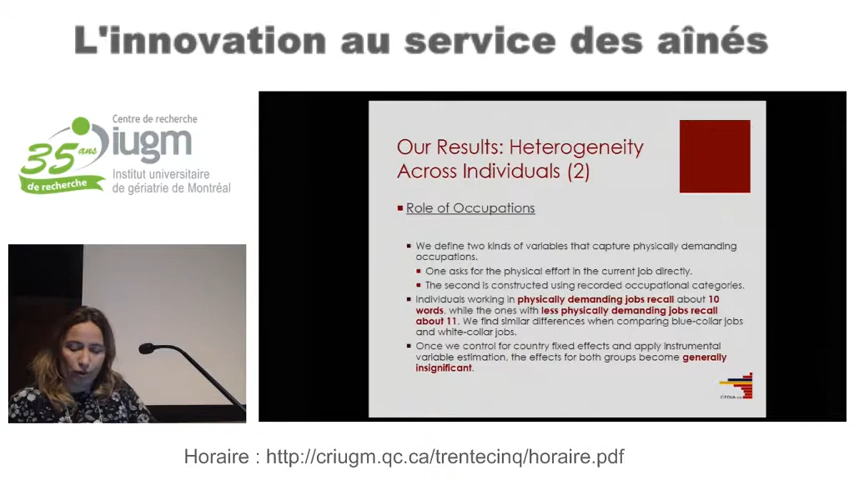 L'innovation au service des aînés
35 ans
de recherche
Centre de recherche
iugm
Institut universitaire
de gériatrie de Montréal
Our Results: Heterogeneity
Across Individuals (2)
Role of Occupations
We define two kinds of variables that capture physically demanding
occupations.
One asks for the physical effort in the current job directly.
The second is constructed using recorded occupational categories.
Individuals working in physically demanding jobs recall about 10
words, while the ones with less physically demanding jobs recall
about 11. We find similar differences when comparing blue-collar jobs
and white-collar jobs.
Once we control for country fixed effects and apply instrumental
variable estimation, the effects for both groups become generally
insignificant.
Horaire : http://criugm.qc.ca/trentecinq/horaire.pdf